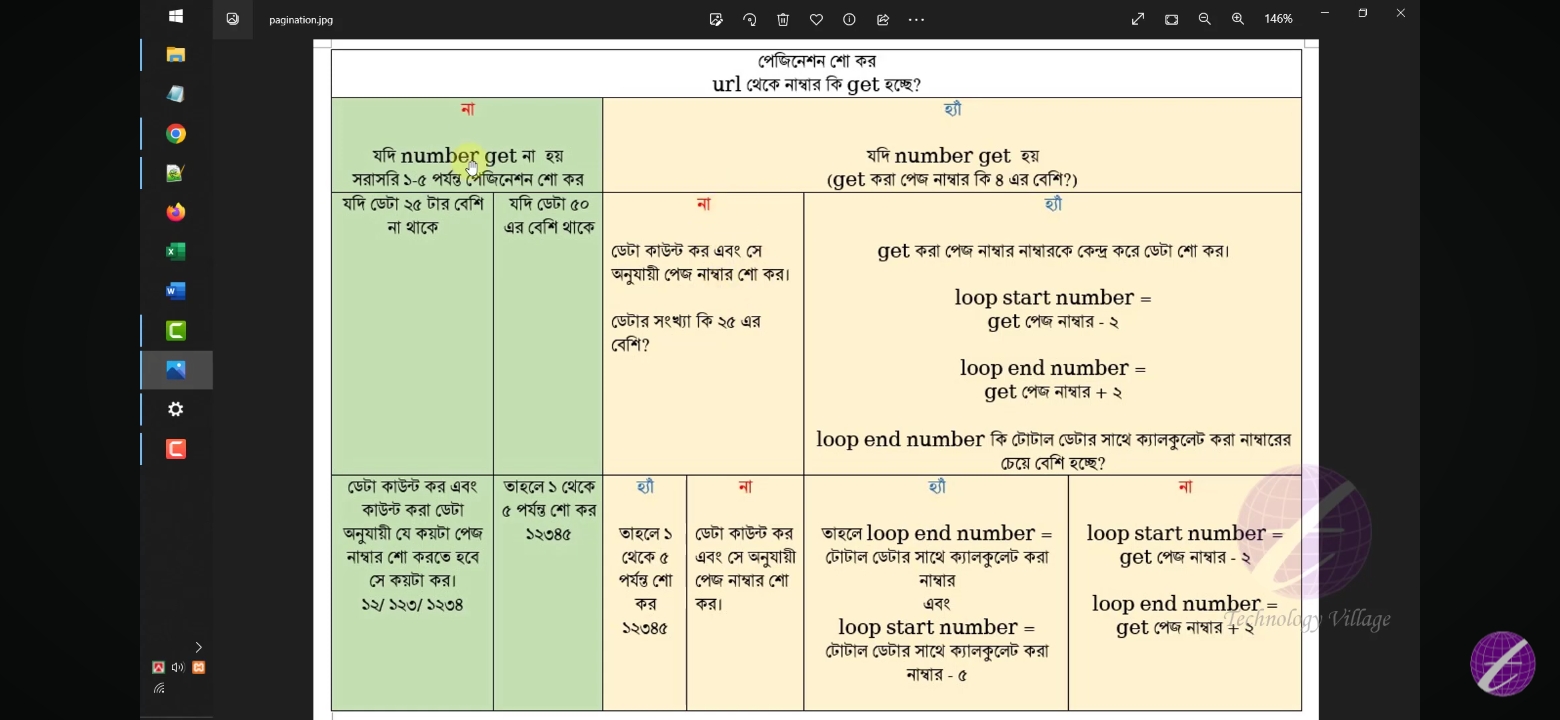 pagination.jpg
146%
পেজিনেশন শো কর
url থেকে নাম্বার কি get হচ্ছে?
না
যদি number get না হয়
সরাসরি ১-৫ পর্যন্ত পেজিনেশন শো কর
হ্যাঁ
যদি number get হয়
(get করা পেজ নাম্বার কি ৪ এর বেশি?)
যদি ডেটা ২৫ টার বেশি
না থাকে
যদি ডেটা ৫০
এর বেশি থাকে
না
ডেটা কাউন্ট কর এবং সে
অনুযায়ী পেজ নাম্বার শো কর।
ডেটার সংখ্যা কি ২৫ এর
বেশি?
হ্যাঁ
get করা পেজ নাম্বার নাম্বারকে কেন্দ্র করে ডেটা শো কর।
loop start number =
get পেজ নাম্বার - ২
loop end number =
get পেজ নাম্বার + ২
loop end number কি টোটাল ডেটার সাথে ক্যালকুলেট করা নাম্বারের
চেয়ে বেশি হচ্ছে?
ডেটা কাউন্ট কর এবং
কাউন্ট করা ডেটা
অনুযায়ী যে কয়টা পেজ
নাম্বার শো করতে হবে
সে কয়টা কর।
১২/ ১২৩/ ১২৩৪
তাহলে ১ থেকে
৫ পর্যন্ত শো কর
১২৩৪৫
হ্যাঁ
তাহলে ১
থেকে ৫
পর্যন্ত শো
কর
১২৩৪৫
না
ডেটা কাউন্ট কর
এবং সে অনুযায়ী
পেজ নাম্বার শো
কর।
হ্যাঁ
তাহলে loop end number =
টোটাল ডেটার সাথে ক্যালকুলেট করা
নাম্বার
এবং
loop start number =
টোটাল ডেটার সাথে ক্যালকুলেট করা
নাম্বার - ৫
না
loop start number =
get পেজ নাম্বার - ২
loop end number =
get পেজ নাম্বার + ২
Technology Village